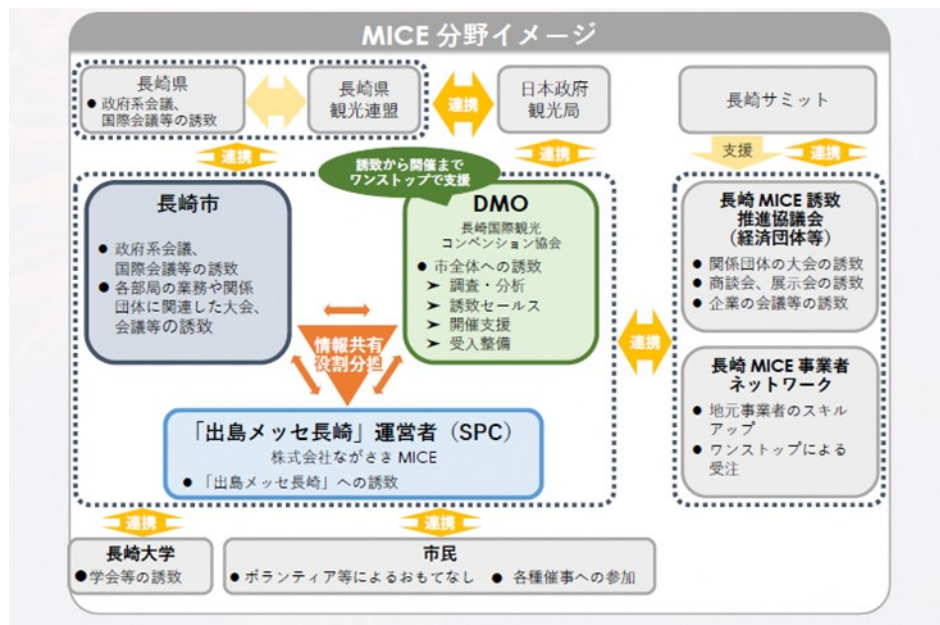 MICE 分野イメージ
長崎県
● 政府系会議、
国際会議等の誘致
長崎県
観光連盟
連携
日本政府
観光局
長崎サミット
連携
連携
支援
連携
誘致から開催まで
ワンストップで支援
長崎市
● 政府系会議、
国際会議等の誘致
● 各部局の業務や関係
団体に関連した大会、
会議等の誘致
DMO
長崎国際観光
コンベンション協会
● 市全体への誘致
➤ 調査・分析
➤ 誘致セールス
➤ 開催支援
➤ 受入整備
情報共有
役割分担
「出島メッセ長崎」運営者（SPC）
株式会社ながさき MICE
● 「出島メッセ長崎」への誘致
連携
長崎 MICE 誘致
推進協議会
（経済団体等）
● 関係団体の大会の誘致
● 商談会、展示会の誘致
● 企業の会議等の誘致
長崎 MICE 事業者
ネットワーク
● 地元事業者のスキル
アップ
● ワンストップによる
受注
連携
連携
長崎大学
●学会等の誘致
市民
● ボランティア等によるおもてなし ● 各種催事への参加